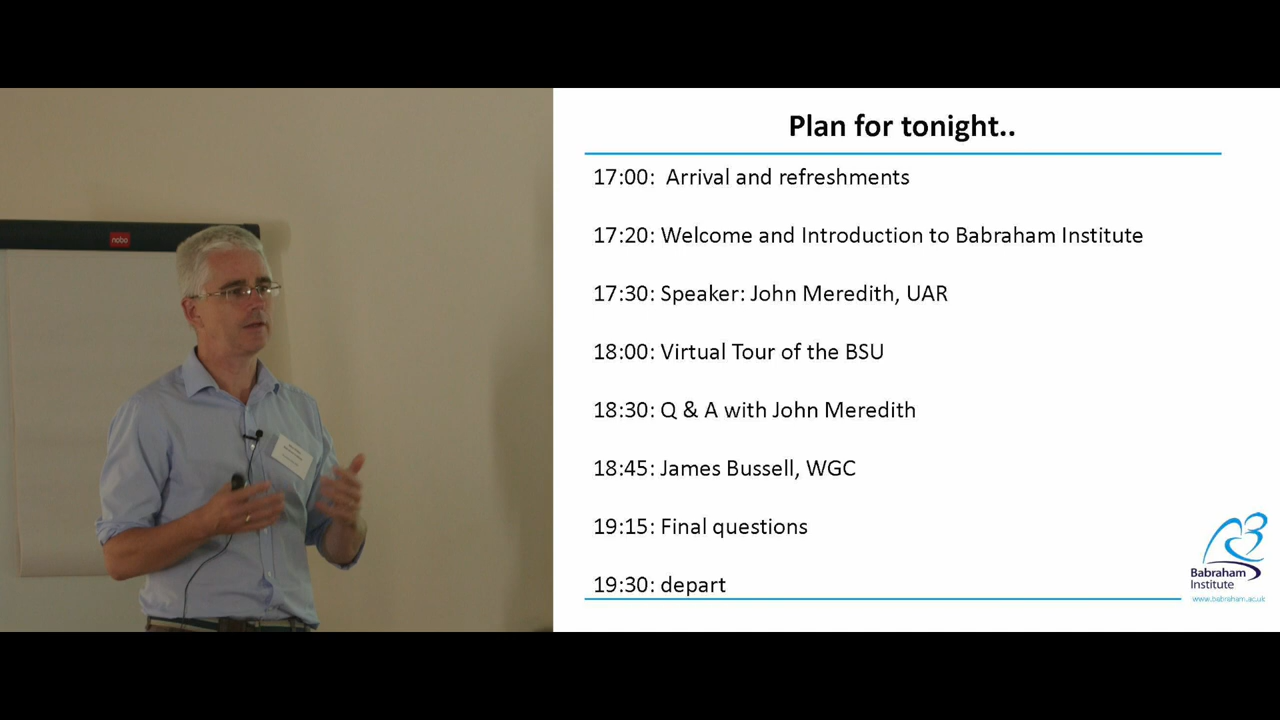 nobo
Plan for tonight..
17:00: Arrival and refreshments
17:20: Welcome and Introduction to Babraham Institute
17:30: Speaker: John Meredith, UAR
18:00: Virtual Tour of the BSU
18:30: Q & A with John Meredith
18:45: James Bussell, WGC
19:15: Final questions
19:30: depart
Babraham
Institute
www.babraham.ac.uk